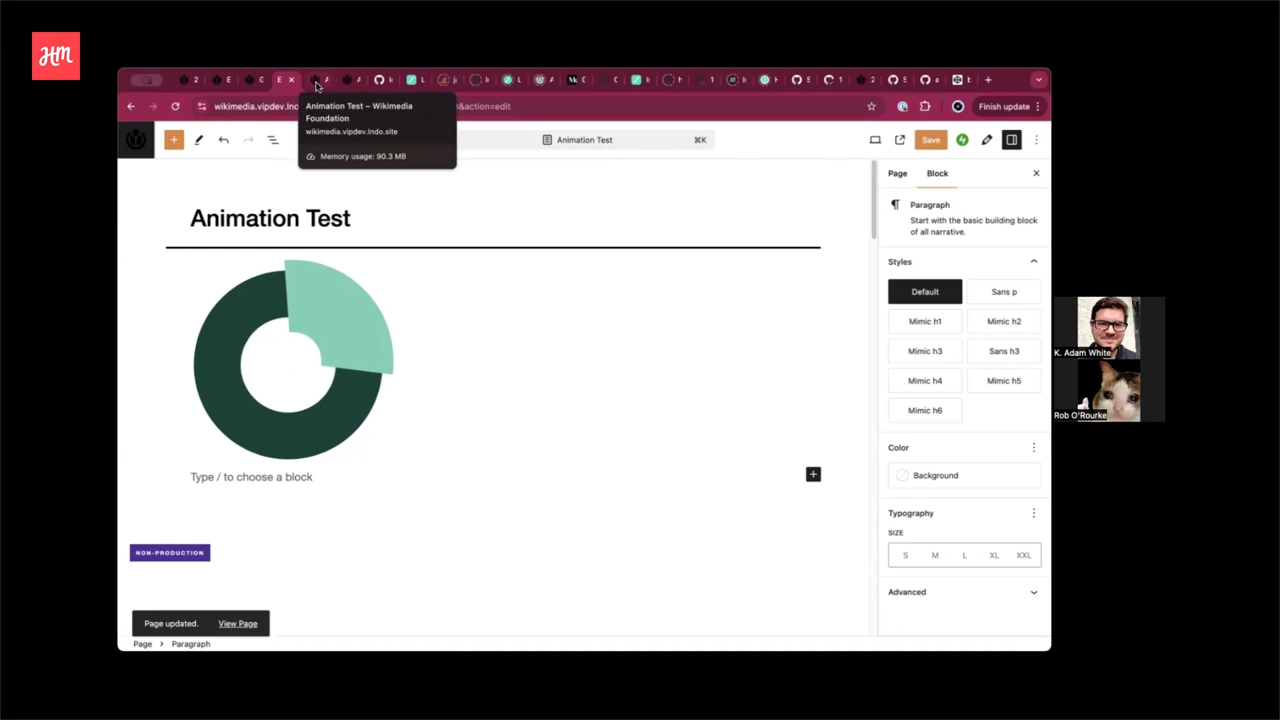 HM
Animation Test – Wikimedia
Foundation
wikimedia.vipdev.lndo.site
Memory usage: 90.3 MB
wikimedia.vipdev.lndo
&action=edit
Finish update
Animation Test
⌘K
Save
Page
Block
Paragraph
Start with the basic building block
of all narrative.
Animation Test
Styles
Default
Sans p
Mimic h1
Mimic h2
Mimic h3
Sans h3
Mimic h4
Mimic h5
Mimic h6
K. Adam White
Rob O'Rourke
Color
Background
Type / to choose a block
Typography
SIZE
S M L XL XXL
NON-PRODUCTION
Advanced
Page updated. View Page
Page > Paragraph